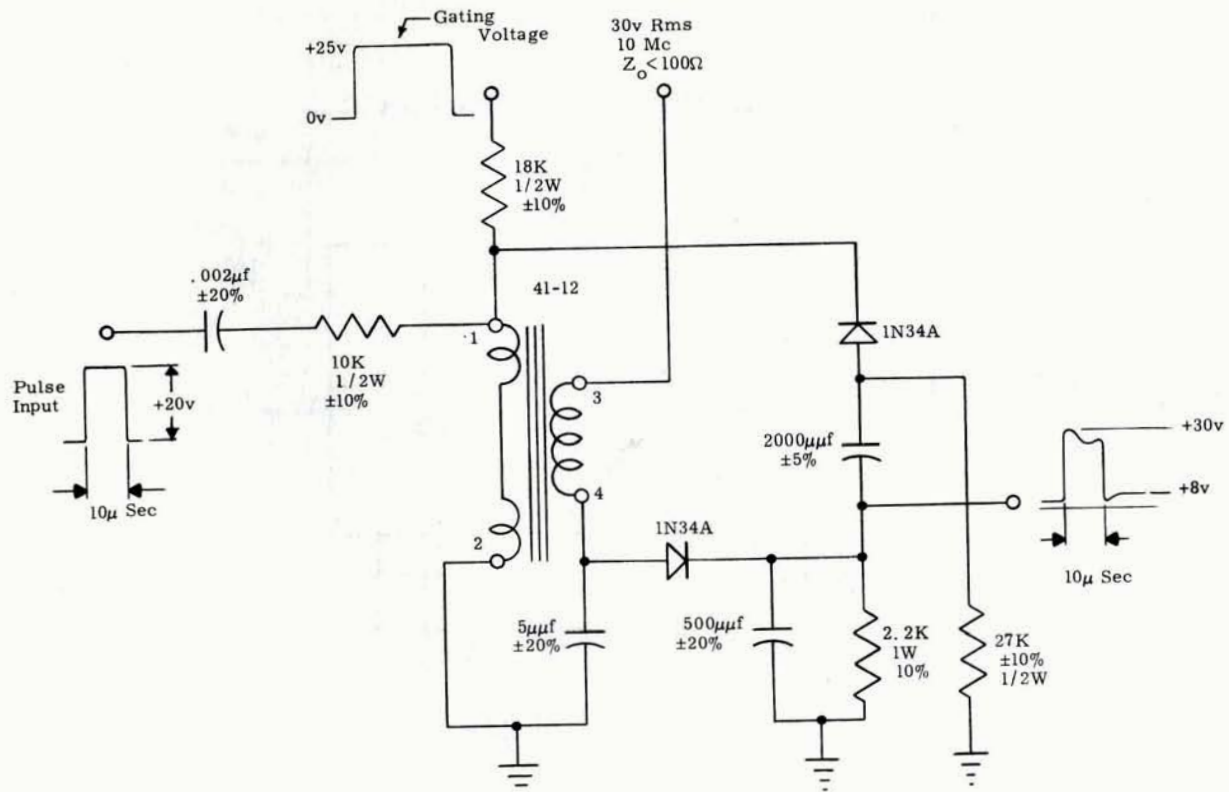 Gating
Voltage
+25v
0v
30v Rms
10 Mc
Zo<100Ω
18K
1/2W
±10%
.002μf
±20%
41-12
1
10K
1/2W
±10%
Pulse
Input
+20v
10μ Sec
3
1N34A
2000μμf
±5%
+30v
+8v
10μ Sec
4
2
1N34A
5μμf
±20%
500μμf
±20%
2.2K
1W
10%
27K
±10%
1/2W